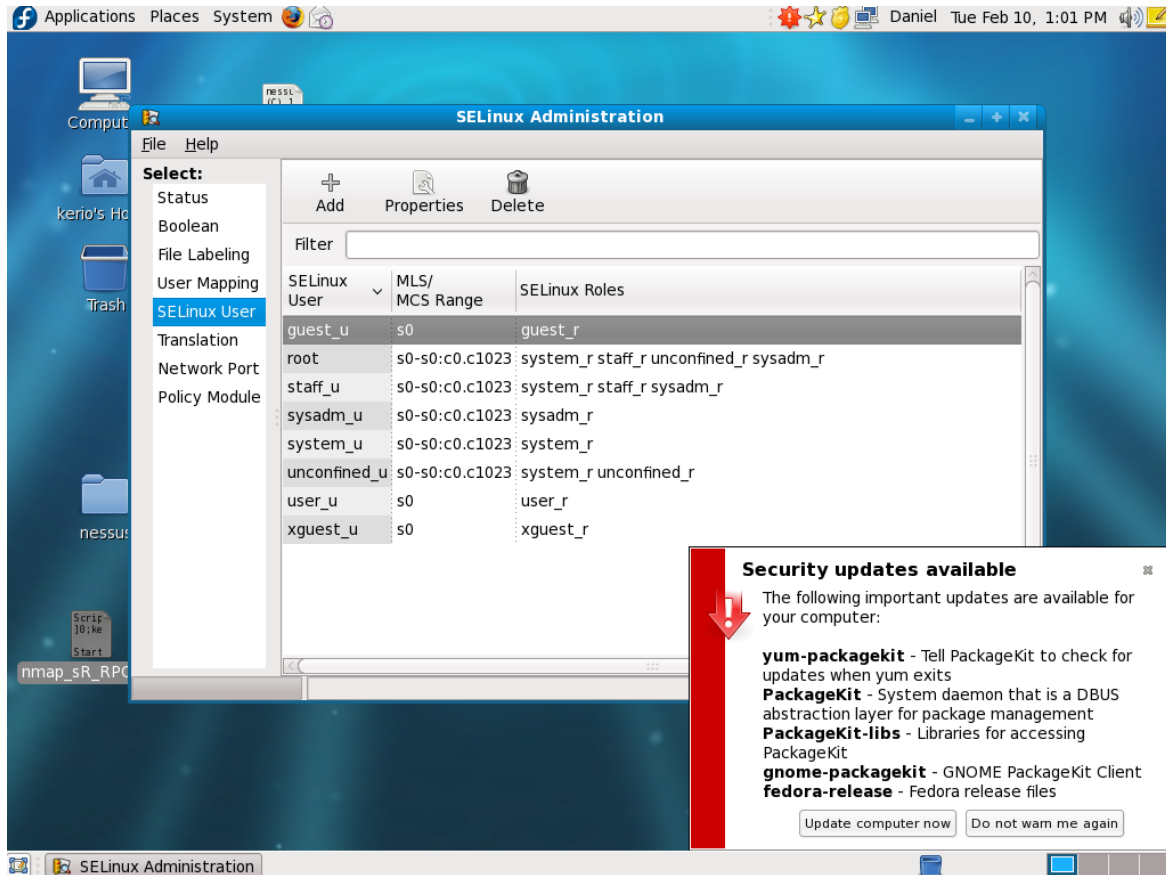 Applications Places System
Daniel Tue Feb 10, 1:01 PM
nessu
Comput
kerio's Ho
Trash
nessus
Scrip
]0;ke
Start
nmap_sR_RPC
SELinux Administration
File Help
Select:
Status
Boolean
File Labeling
User Mapping
SELinux User
Translation
Network Port
Policy Module
Add Properties Delete
Filter
SELinux User MLS/ MCS Range SELinux Roles
guest_u s0 guest_r
root s0-s0:c0.c1023 system_r staff_r unconfined_r sysadm_r
staff_u s0-s0:c0.c1023 system_r staff_r sysadm_r
sysadm_u s0-s0:c0.c1023 sysadm_r
system_u s0-s0:c0.c1023 system_r
unconfined_u s0-s0:c0.c1023 system_r unconfined_r
user_u s0 user_r
xguest_u s0 xguest_r
Security updates available
The following important updates are available for
your computer:
yum-packagekit - Tell PackageKit to check for
updates when yum exits
PackageKit - System daemon that is a DBUS
abstraction layer for package management
PackageKit-libs - Libraries for accessing
PackageKit
gnome-packagekit - GNOME PackageKit Client
fedora-release - Fedora release files
Update computer now Do not warn me again
SELinux Administration